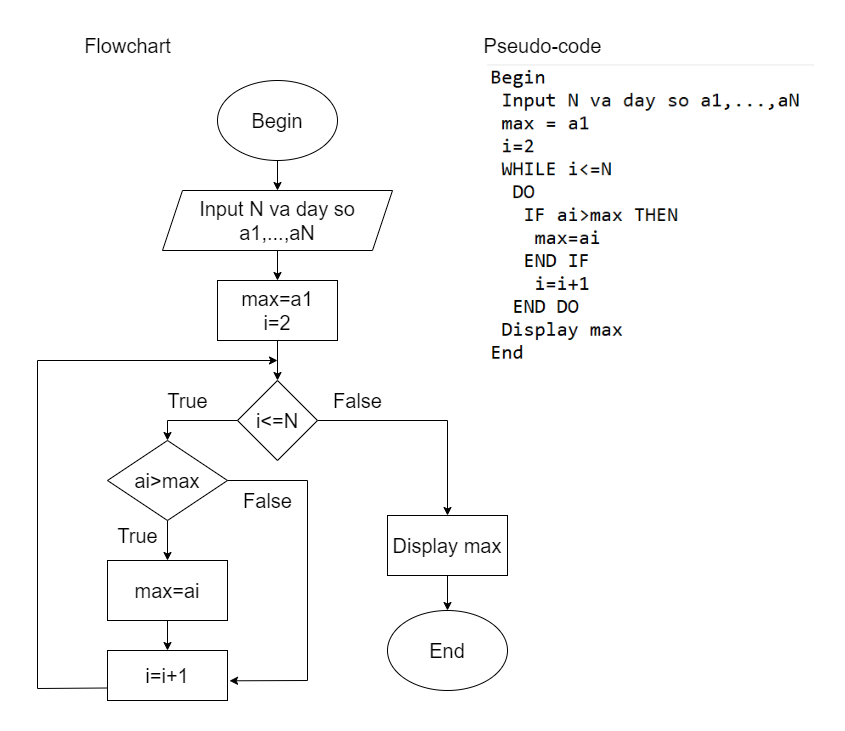 Flowchart
Begin
Input N va day so
a1,...,aN
max=a1
i=2
True
i<=N
False
ai>max
False
True
max=ai
i=i+1
Display max
End
Pseudo-code
Begin
Input N va day so a1,...,aN
max = a1
i=2
WHILE i<=N
DO
IF ai>max THEN
max=ai
END IF
i=i+1
END DO
Display max
End